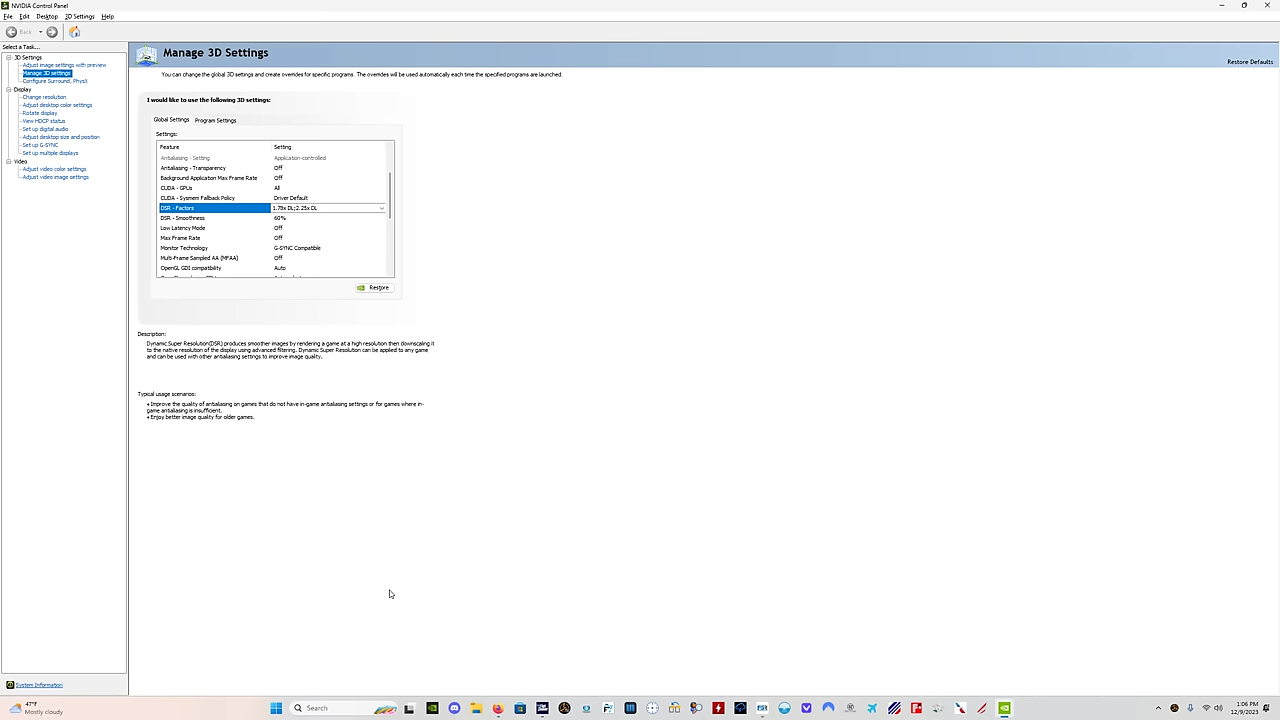 NVIDIA Control Panel
File Edit Desktop 3D Settings Help
Back
Select a Task...
3D Settings
Adjust image settings with preview
Manage 3D settings
Configure Surround, PhysX
Display
Change resolution
Adjust desktop color settings
Rotate display
View HDCP status
Set up digital audio
Adjust desktop size and position
Set up G-SYNC
Set up multiple displays
Video
Adjust video color settings
Adjust video image settings
System Information
Manage 3D Settings
Restore Defaults
You can change the global 3D settings and create overrides for specific programs. The overrides will be used automatically each time the specified programs are launched.
I would like to use the following 3D settings:
Global Settings Program Settings
Settings:
Feature Setting
Antialiasing - Setting Application-controlled
Antialiasing - Transparency Off
Background Application Max Frame Rate Off
CUDA - GPUs All
CUDA - Sysmem Fallback Policy Driver Default
DSR - Factors 1.78x DL;2.25x DL
DSR - Smoothness 60%
Low Latency Mode Off
Max Frame Rate Off
Monitor Technology G-SYNC Compatible
Multi-Frame Sampled AA (MFAA) Off
OpenGL GDI compatibility Auto
Restore
Description:
Dynamic Super Resolution(DSR) produces smoother images by rendering a game at a high resolution then downscaling it
to the native resolution of the display using advanced filtering. Dynamic Super Resolution can be applied to any game
and can be used with other antialiasing settings to improve image quality.
Typical usage scenarios:
• Improve the quality of antialiasing on games that do not have in-game antialiasing settings or for games where in-
game antialiasing is insufficient.
• Enjoy better image quality for older games.
47°F
Mostly cloudy
Search
1:06 PM
12/9/2023